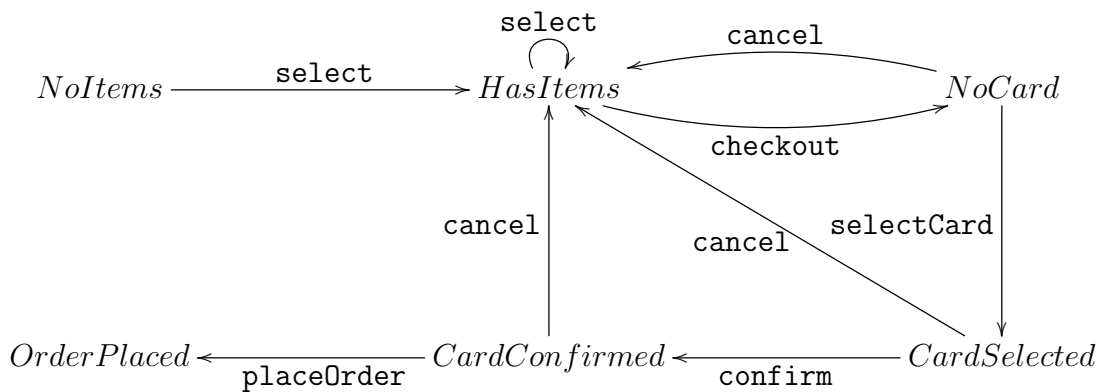 select
cancel
NoItems select HasItems NoCard
checkout
cancel cancel selectCard
OrderPlaced CardConfirmed CardSelected
placeOrder confirm